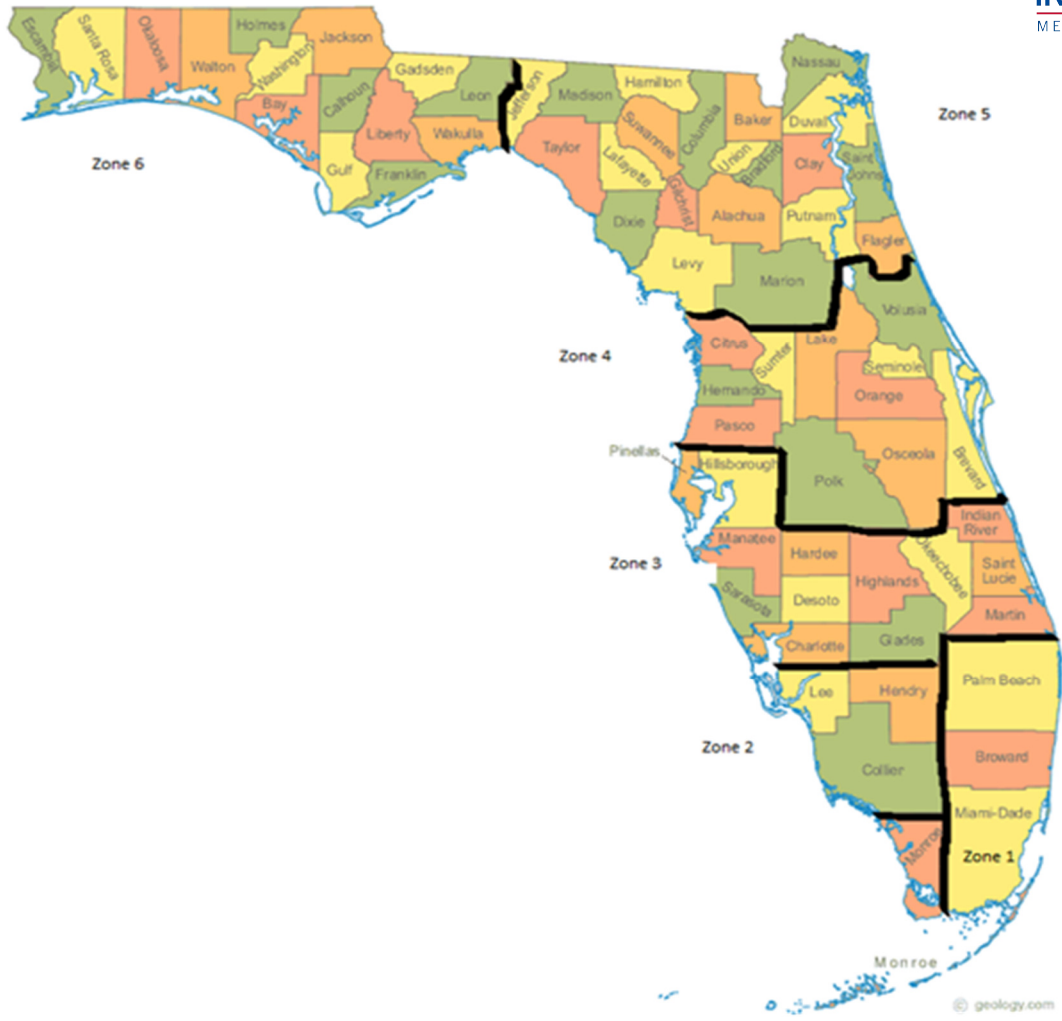 IN
ME
Escambia
Santa Rosa
Okaloosa
Walton
Holmes
Washington
Jackson
Bay
Calhoun
Gulf
Liberty
Gadsden
Leon
Wakulla
Franklin
Jefferson
Madison
Taylor
Hamilton
Suwannee
Lafayette
Dixie
Columbia
Gilchrist
Baker
Union
Bradford
Alachua
Levy
Marion
Nassau
Duval
Clay
Saint
Johns
Putnam
Flagler
Zone 5
Zone 6
Zone 4
Volusia
Citrus
Sumter
Lake
Seminole
Hernando
Orange
Pasco
Pinellas
Hillsborough
Polk
Osceola
Brevard
Zone 3
Manatee
Hardee
Highlands
Okeechobee
Indian
River
Saint
Lucie
Sarasota
Desoto
Martin
Charlotte
Glades
Zone 2
Lee
Hendry
Collier
Palm Beach
Broward
Miami-Dade
Zone 1
Monroe
Monroe
© geology.com